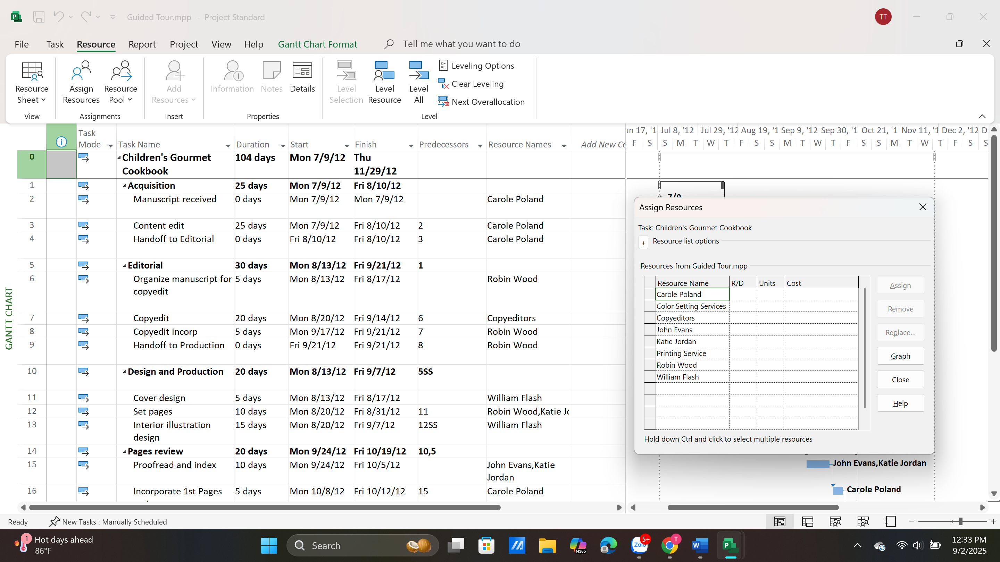 Guided Tour.mpp - Project Standard
TT
File Task Resource Report Project View Help Gantt Chart Format Tell me what you want to do
Resource Sheet
Assign Resources
Resource Pool
Add Resources
Information
Notes
Details
Level Selection
Level Resource
Level All
Leveling Options
Clear Leveling
Next Overallocation
View Assignments Insert Properties Level
Task Mode Task Name Duration Start Finish Predecessors Resource Names Add New
Jul 8, '12 Jul 29, '12 Sep 9, '12 Dec 2, '12
F S S M T W T F S S M T W T F S S M T W T F S S
GANTT CHART
0 Children's Gourmet Cookbook 104 days Mon 7/9/12 Thu 11/29/12
1 Acquisition 25 days Mon 7/9/12 Fri 8/10/12
2 Manuscript received 0 days Mon 7/9/12 Mon 7/9/12 Carole Poland
3 Content edit 25 days Mon 7/9/12 Fri 8/10/12 2 Carole Poland
4 Handoff to Editorial 0 days Fri 8/10/12 Fri 8/10/12 3 Carole Poland
5 Editorial 30 days Mon 8/13/12 Fri 9/21/12 1
6 Organize manuscript for copyedit 5 days Mon 8/13/12 Fri 8/17/12 Robin Wood
7 Copyedit 20 days Mon 8/20/12 Fri 9/14/12 6 Copyeditors
8 Copyedit incorp 5 days Mon 9/17/12 Fri 9/21/12 7 Robin Wood
9 Handoff to Production 0 days Fri 9/21/12 Fri 9/21/12 8 Robin Wood
10 Design and Production 20 days Mon 8/13/12 Fri 9/7/12 5SS
11 Cover design 5 days Mon 8/13/12 Fri 8/17/12 William Flash
12 Set pages 10 days Mon 8/20/12 Fri 8/31/12 11 Robin Wood,Katie
13 Interior illustration design 15 days Mon 8/20/12 Fri 9/7/12 12SS William Flash
14 Pages review 20 days Mon 9/24/12 Fri 10/19/12 10,5
15 Proofread and index 10 days Mon 9/24/12 Fri 10/5/12 John Evans,Katie Jordan
16 Incorporate 1st Pages 5 days Mon 10/8/12 Fri 10/12/12 15 Carole Poland
Assign Resources
Task: Children's Gourmet Cookbook
+ Resource list options
Resources from Guided Tour.mpp
Resource Name R/D Units Cost
Carole Poland
Color Setting Services
Copyeditors
John Evans
Katie Jordan
Printing Service
Robin Wood
William Flash
Assign
Remove
Replace...
Graph
Close
Help
Hold down Ctrl and click to select multiple resources
John Evans,Katie Jordan
Carole Poland
Ready New Tasks : Manually Scheduled
1 Hot days ahead
86°F
Search
M365
Zalo 5+
T
12:33 PM
9/2/2025